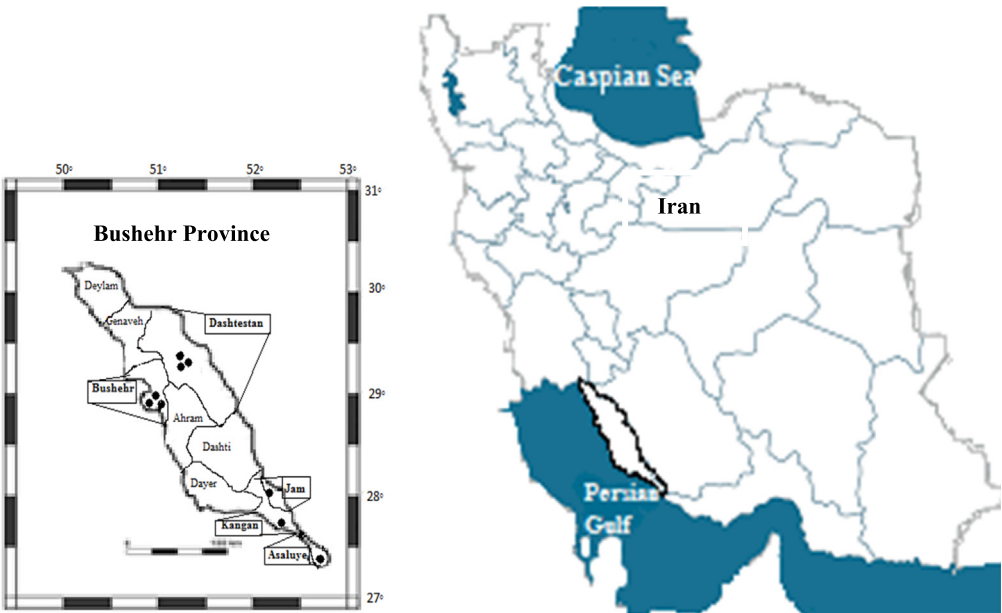 50°
51°
52°
53°
31°
Bushehr Province
30°
29°
28°
27°
Deylam
Genaveh
Dashtestan
Bushehr
Ahram
Dashti
Dayer
Jam
Kangan
Asaluye
0
Caspian Sea
Iran
Persian
Gulf